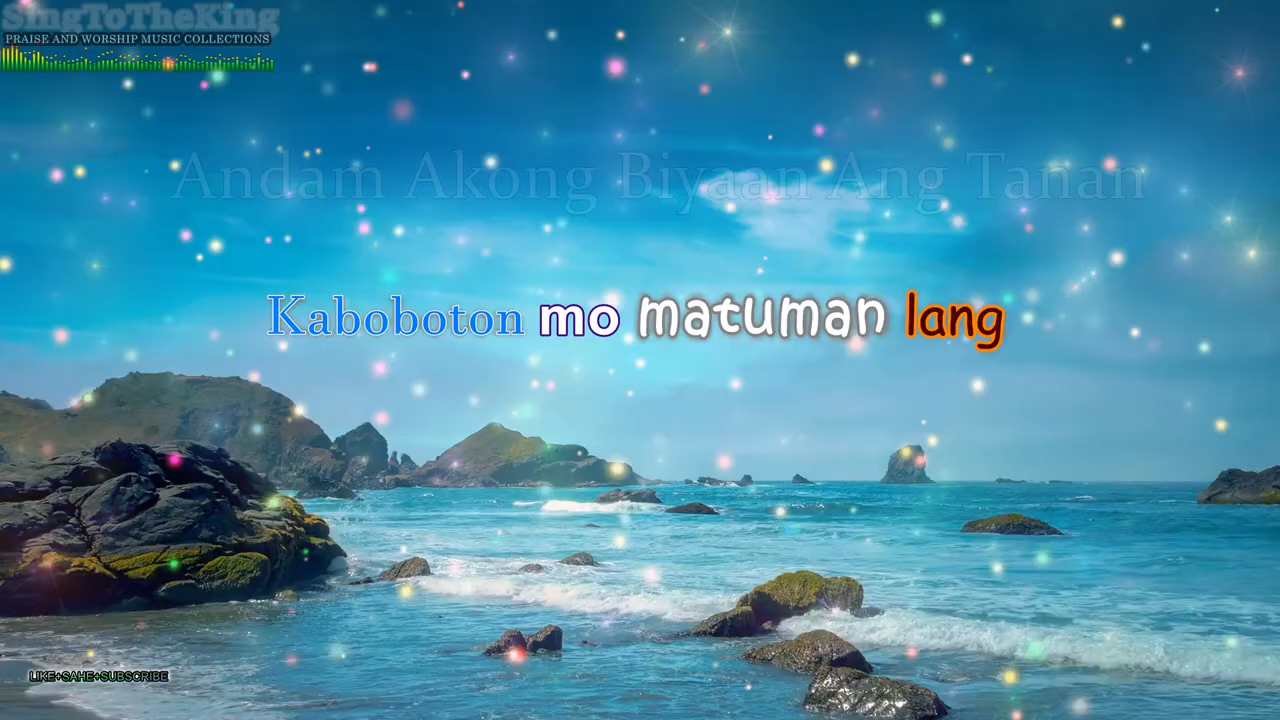 SingToTheKing
PRAISE AND WORSHIP MUSIC COLLECTIONS
Andam Akong Biyaan Ang Tanan
Kaboboton mo matuman lang
LIKE+SAHE+SUBSCRIBE